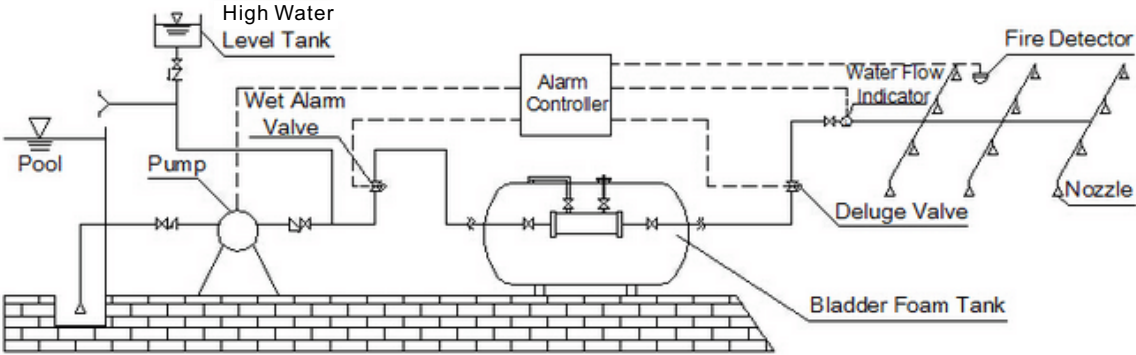 High Water
Level Tank
Fire Detector
Alarm
Controller
Water Flow
Indicator
Wet Alarm
Valve
Pool
Pump
Nozzle
Deluge Valve
Bladder Foam Tank